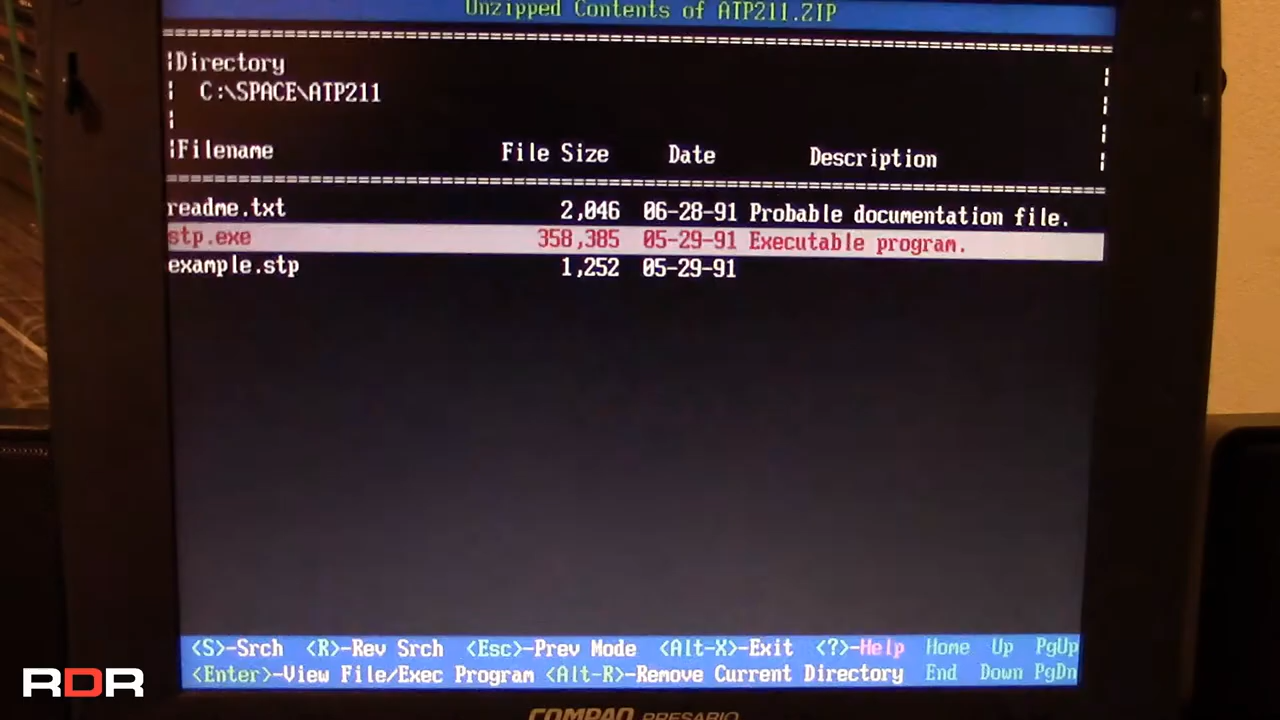 Unzipped Contents of ATP211.ZIP
Directory
C:\SPACE\ATP211
Filename File Size Date Description
readme.txt 2,046 06-28-91 Probable documentation file.
stp.exe 358,385 05-29-91 Executable program.
example.stp 1,252 05-29-91
<S>-Srch <R>-Rev Srch <Esc>-Prev Mode <Alt-X>-Exit <?>-Help Home Up PgUp
<Enter>-View File/Exec Program <Alt-R>-Remove Current Directory End Down PgDn
RDR
COMPAQ PRESARIO